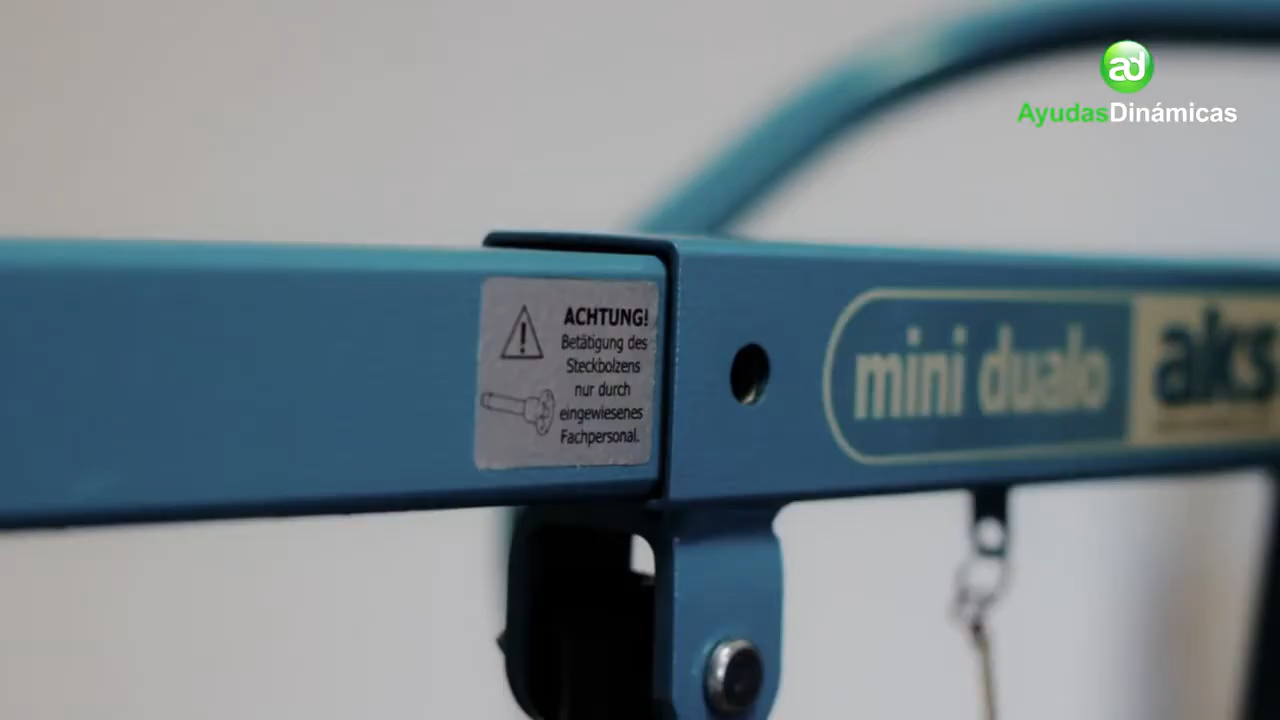 ad
AyudasDinámicas
ACHTUNG!
Betätigung des
Steckbolzens
nur durch
eingewiesenes
Fachpersonal.
mini dualo
aks